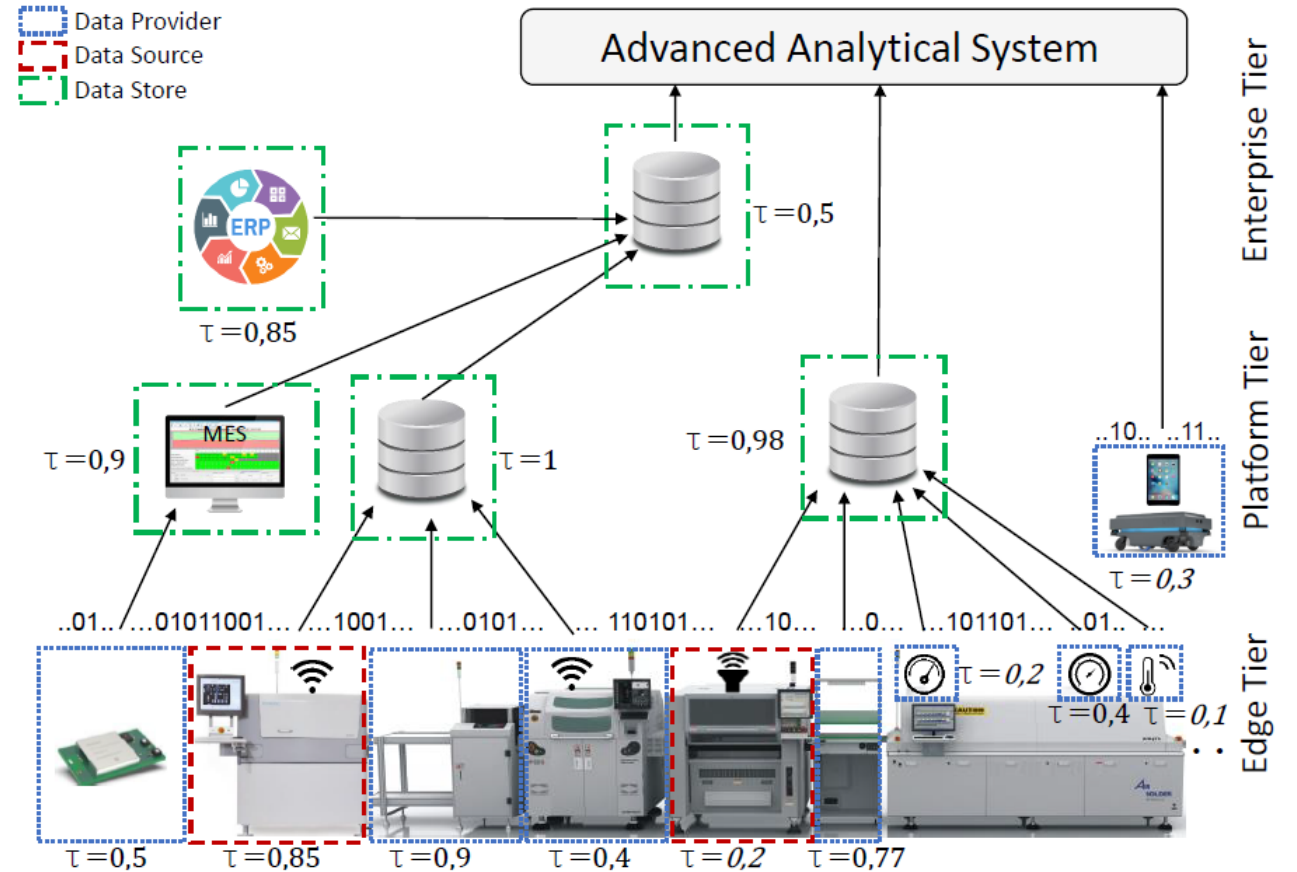 Data Provider
Data Source
Data Store
Advanced Analytical System
Enterprise Tier
ERP
τ=0,5
τ=0,85
Platform Tier
MES
τ=0,9
τ=1
τ=0,98
..10.. ..11..
τ=0,3
..01.. ...01011001... ...1001... ...0101... ... 110101... ...10... ...0... ...101101... ..01.. ...
Edge Tier
τ=0,2
CAUTION
τ=0,4
τ=0,1
..
SOLDER
τ=0,5
τ=0,85
τ=0,9
τ=0,4
τ=0,2
τ=0,77